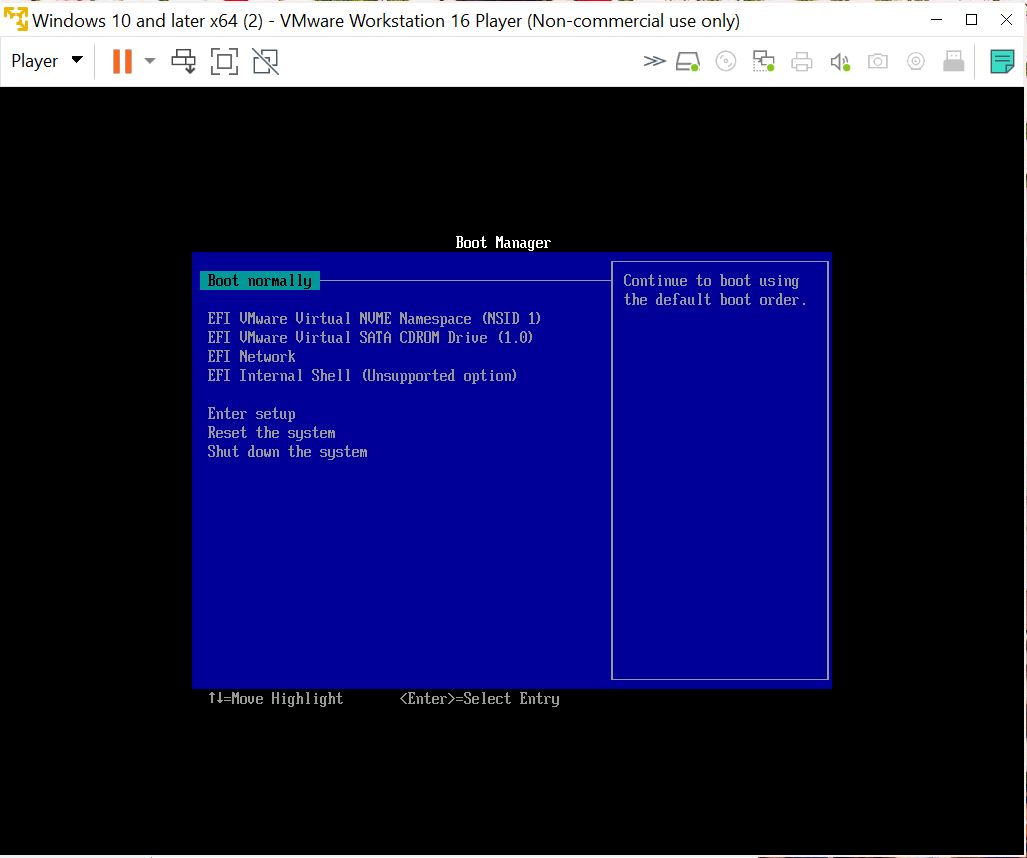 Windows 10 and later x64 (2) - VMware Workstation 16 Player (Non-commercial use only)
Player
Boot Manager
Boot normally
EFI VMware Virtual NVME Namespace (NSID 1)
EFI VMware Virtual SATA CDROM Drive (1.0)
EFI Network
EFI Internal Shell (Unsupported option)
Enter setup
Reset the system
Shut down the system
Continue to boot using
the default boot order.
↑↓=Move Highlight <Enter>=Select Entry